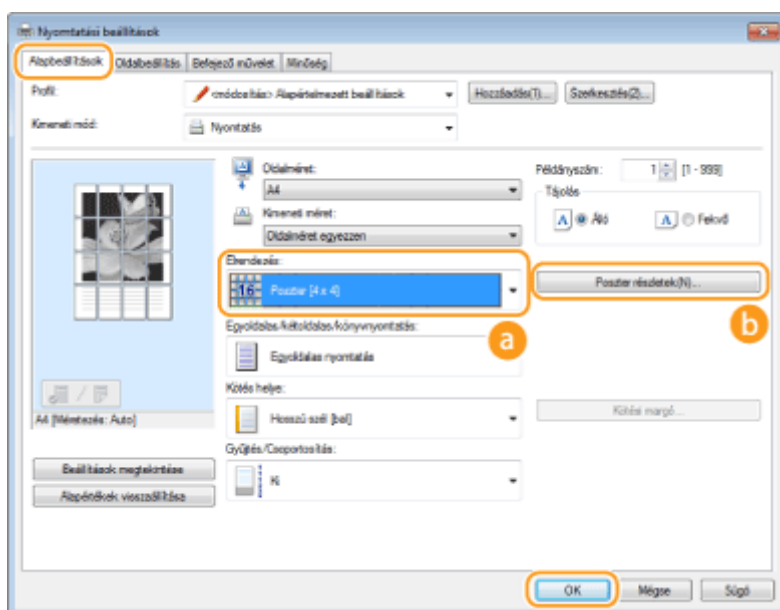 Nyomtatási beállítások
Alapbeállítások Oldalbeállítás Befejező művelet Minőség
Profil: <módosítás> Alapértelmezett beállítások Hozzáadás(1)... Szerkesztés(2)...
Kimeneti mód: Nyomtatás
Oldalméret:
A4
Kimeneti méret:
Oldalméret egyezzen
Példányszám: 1 [1 - 999]
Tájolás
A Álló A Fekvő
Elrendezés:
16 Poszter [4 x 4]
a
Poszter részletek(N)...
b
Egyoldalas/kétoldalas/könyvnyomtatás:
Egyoldalas nyomtatás
Kötés helye:
Hosszú szél [bal]
Kötési margó...
A4 [Méretezés: Auto]
Gyűjtés/Csoportosítás:
Ki
Beállítások megtekintése
Alapértékek visszaállítása
OK Mégse Súgó